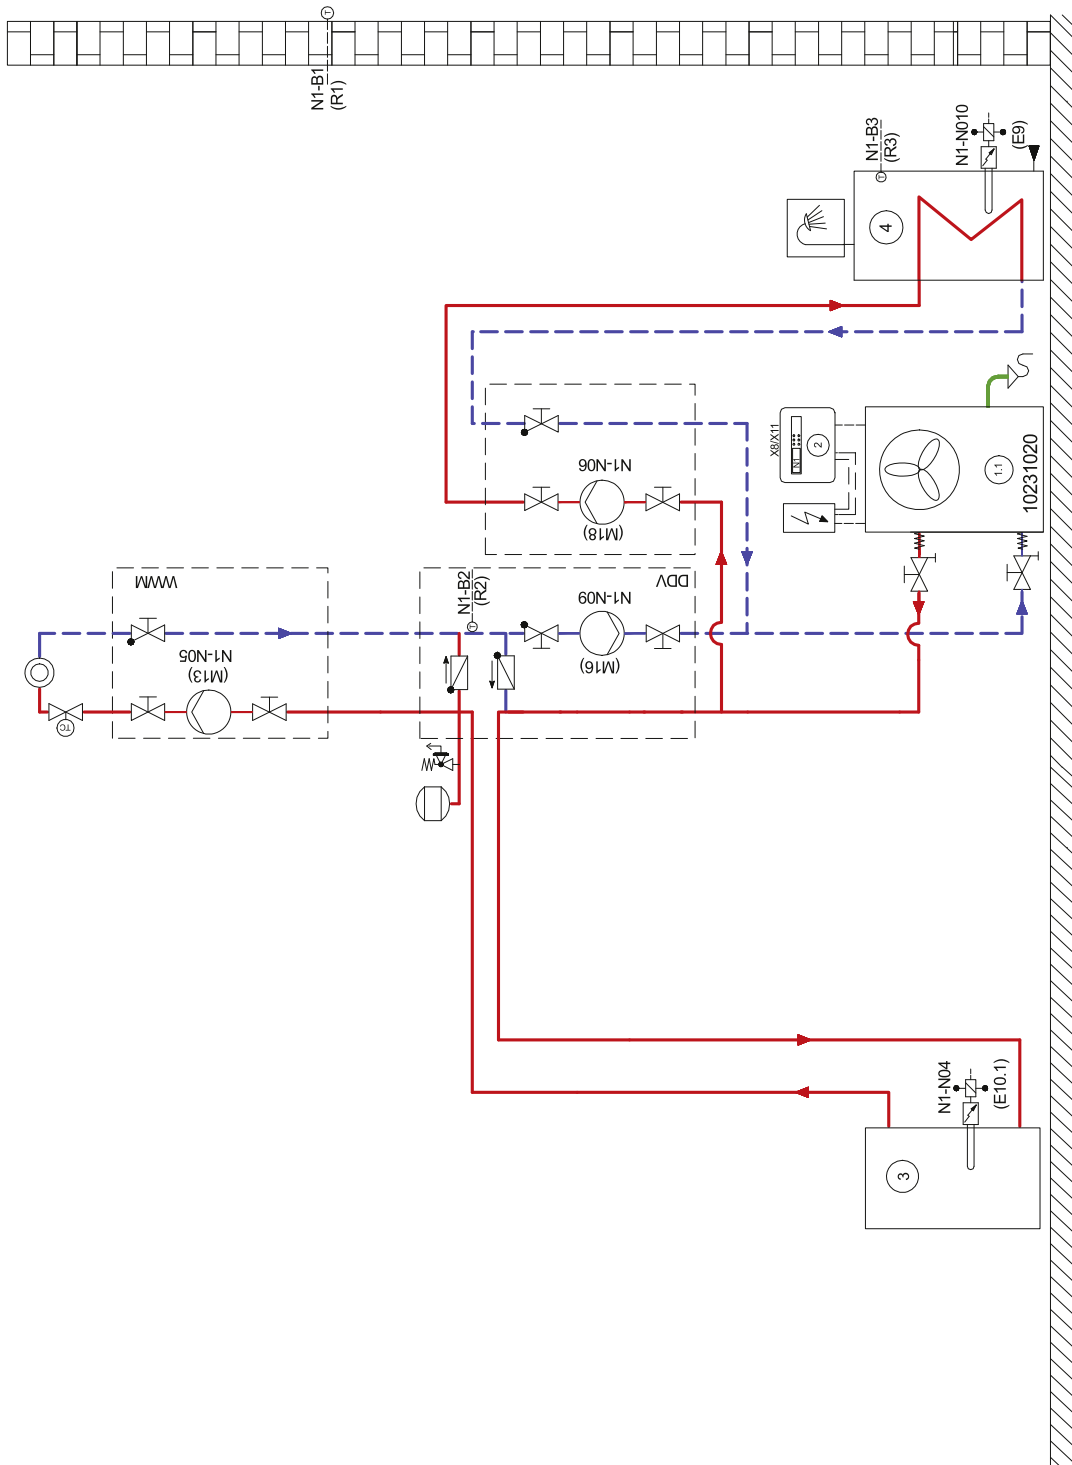 T
N1-B1
(R1)
N1-B3
(R3)
T
N1-N010
(E9)
4
X8/X11
N1
2
1.1
10231020
N1-N06
(M18)
WWM
N1-N05
(M13)
TC
N1-B2
(R2)
T
DDV
N1-N09
(M16)
N1-N04
(E10.1)
3